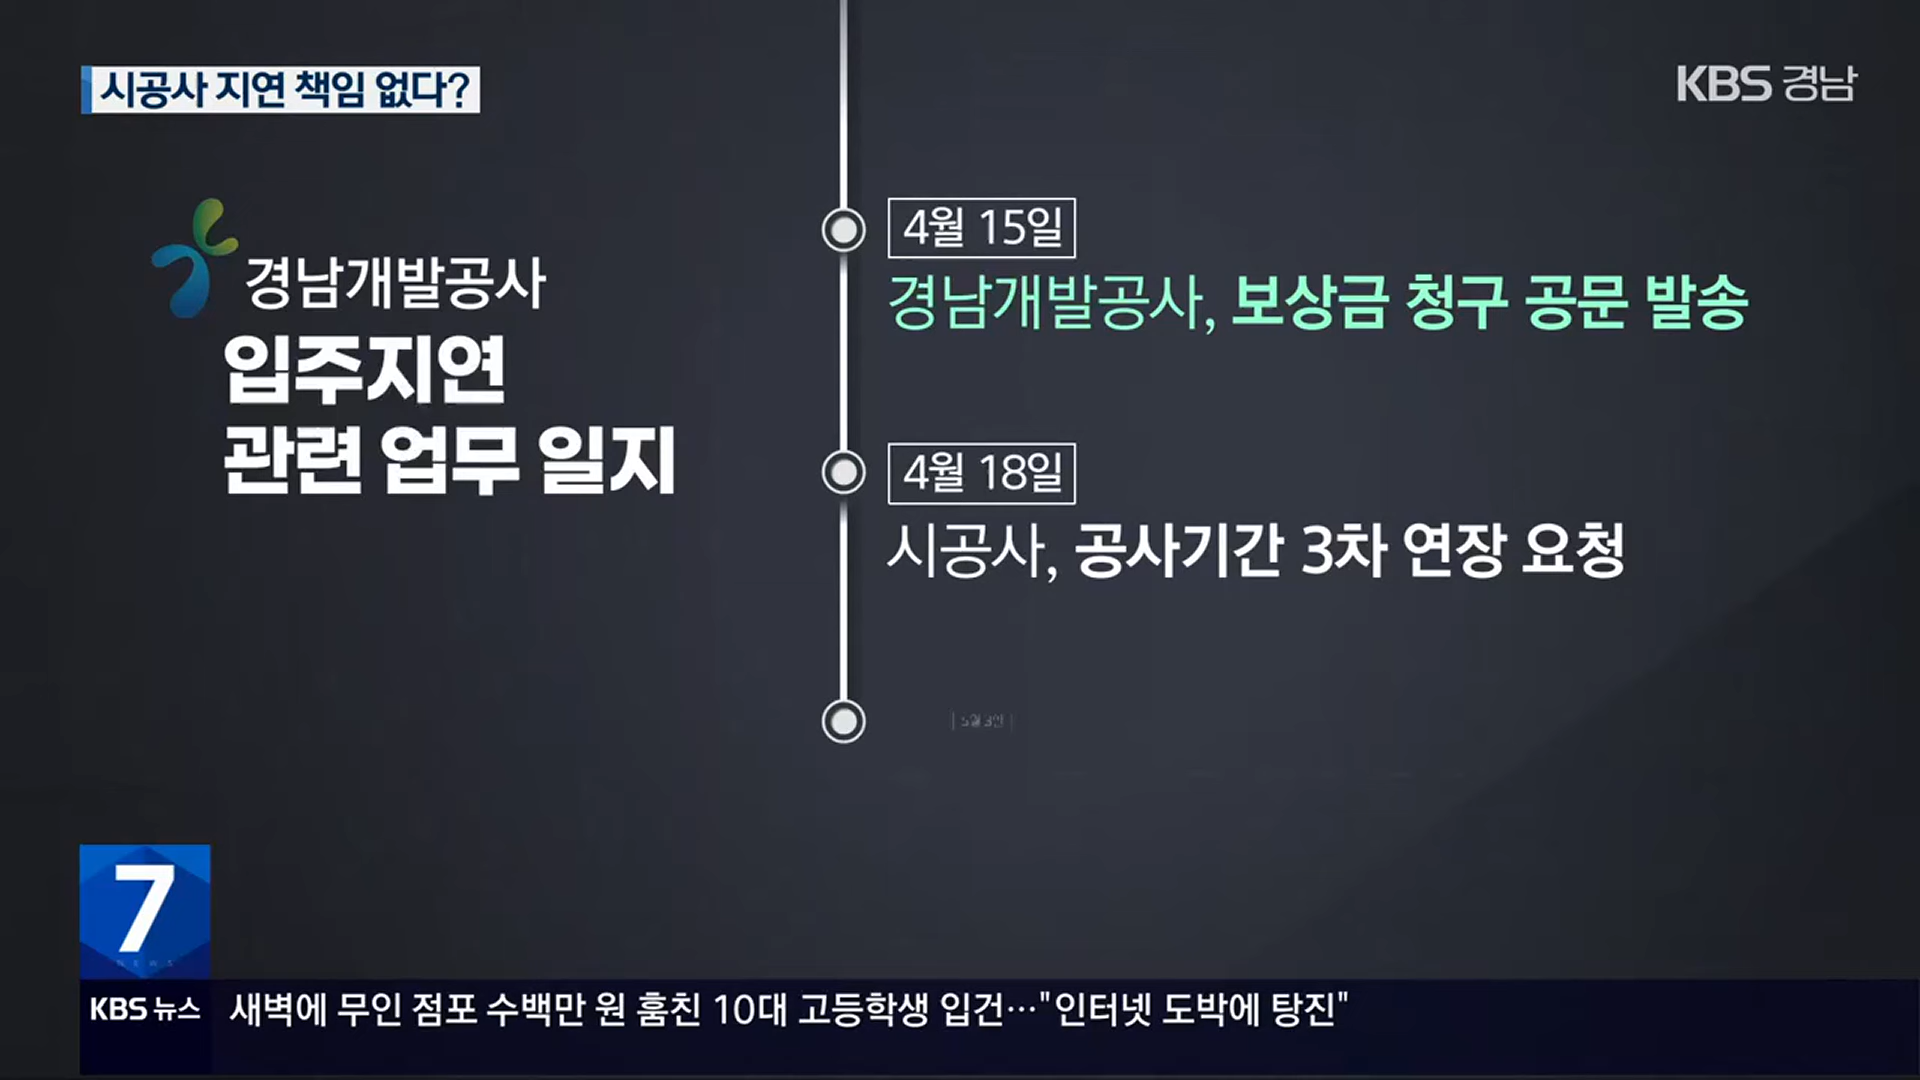 시공사 지연 책임 없다?
KBS 경남
경남개발공사
입주지연
관련 업무 일지
4월 15일
경남개발공사, 보상금 청구 공문 발송
4월 18일
시공사, 공사기간 3차 연장 요청
5월 3일
7
NEWS
KBS 뉴스
새벽에 무인 점포 수백만 원 훔친 10대 고등학생 입건…"인터넷 도박에 탕진"